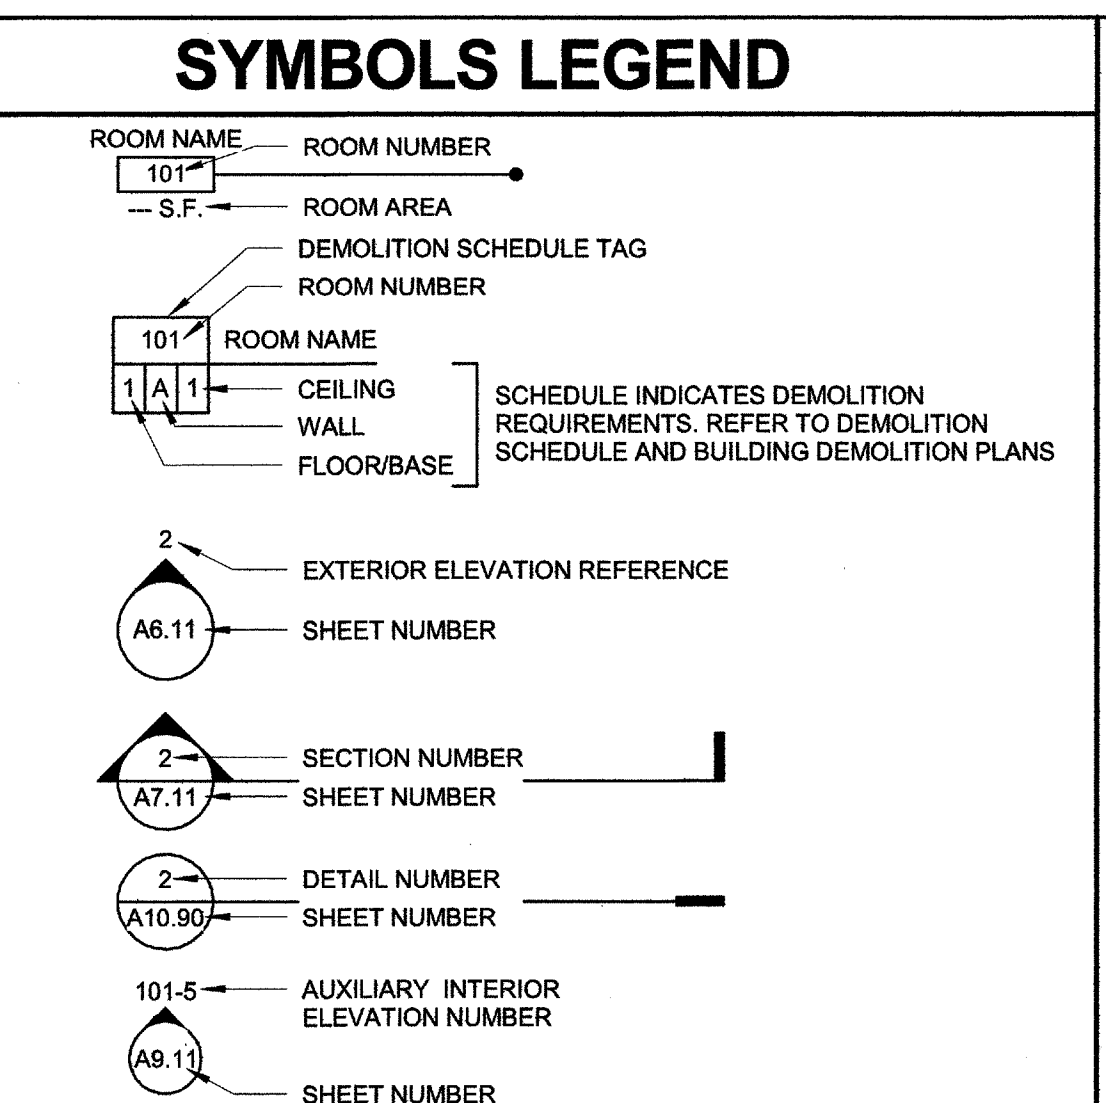 SYMBOLS LEGEND
ROOM NAME
ROOM NUMBER
101
--- S.F.
ROOM AREA
DEMOLITION SCHEDULE TAG
ROOM NUMBER
101
ROOM NAME
1 A 1
CEILING
WALL
FLOOR/BASE
SCHEDULE INDICATES DEMOLITION
REQUIREMENTS. REFER TO DEMOLITION
SCHEDULE AND BUILDING DEMOLITION PLANS
2
EXTERIOR ELEVATION REFERENCE
A6.11
SHEET NUMBER
2
SECTION NUMBER
A7.11
SHEET NUMBER
2
DETAIL NUMBER
A10.90
SHEET NUMBER
101-5
AUXILIARY INTERIOR
ELEVATION NUMBER
A9.11
SHEET NUMBER